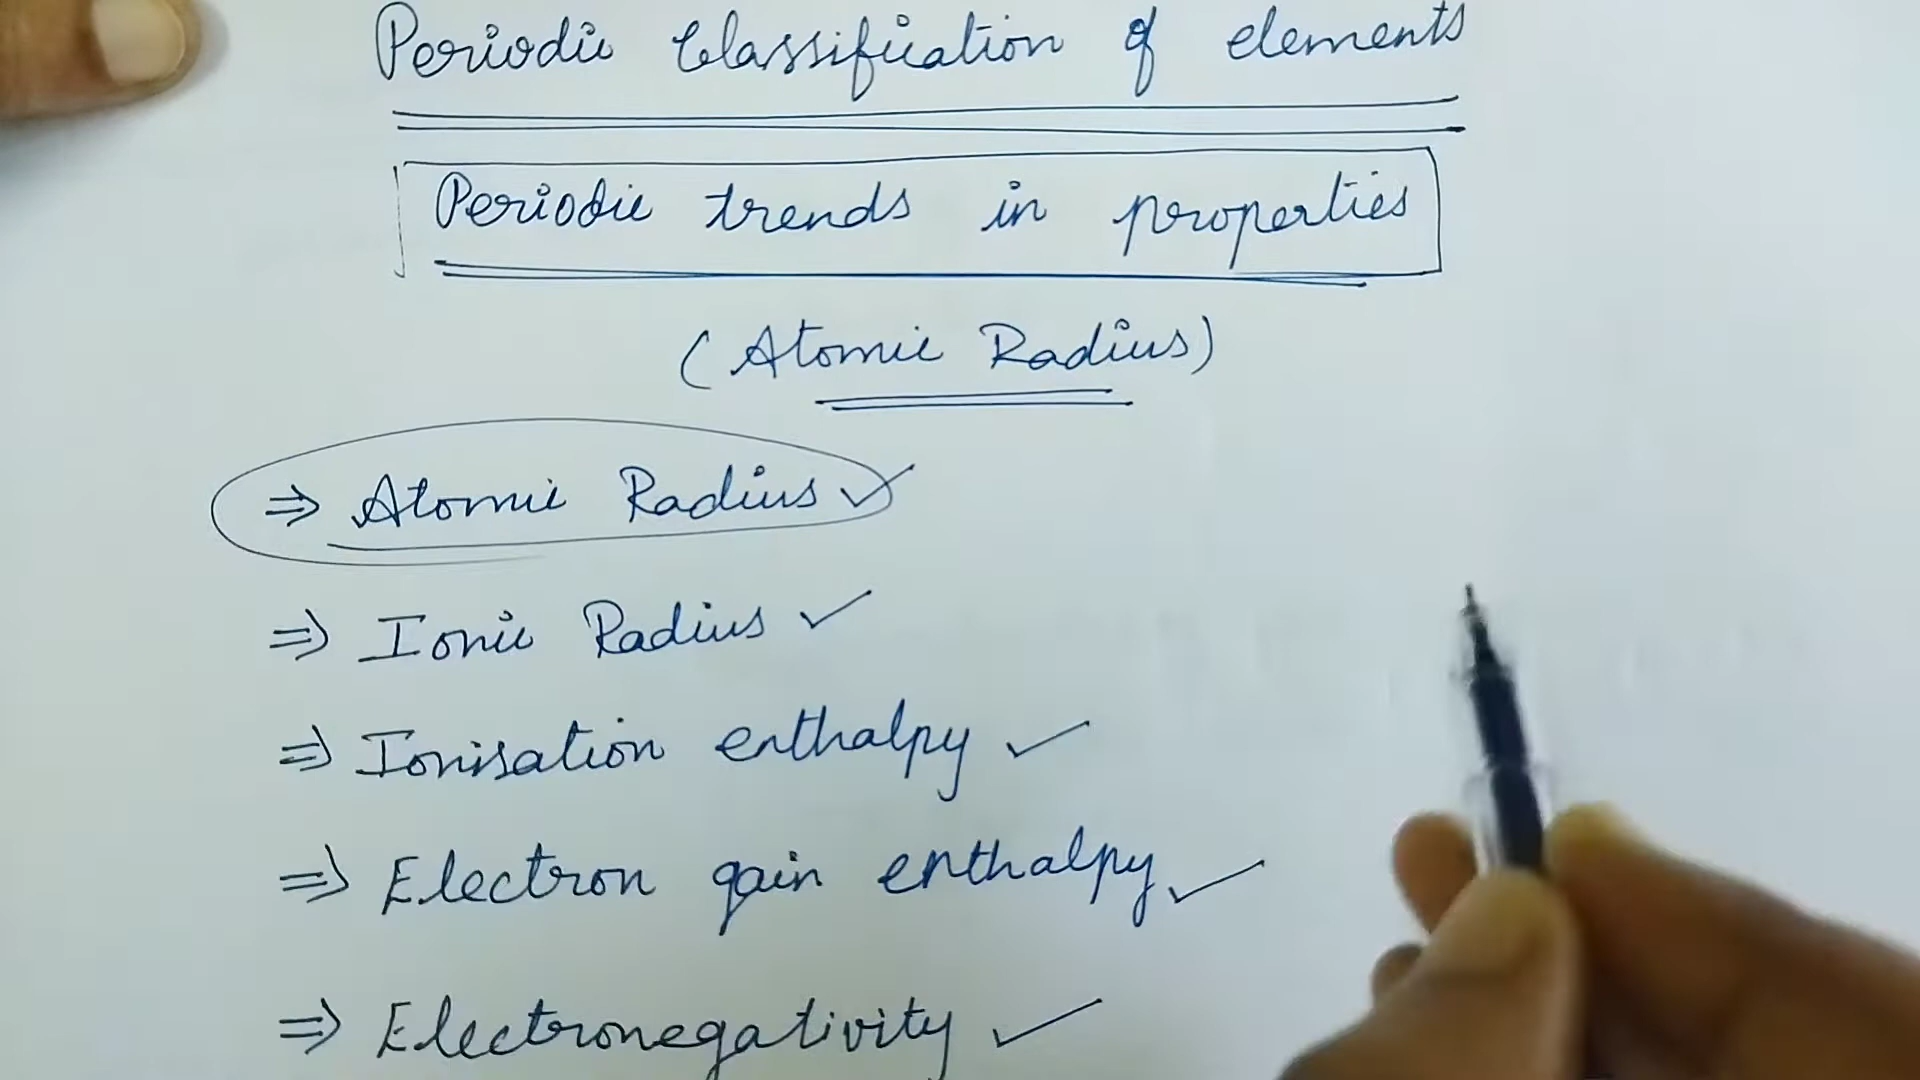 Periodic Classification of elements
Periodic trends in properties
(Atomic Radius)
⇒ Atomic Radius ✓
⇒ Ionic Radius ✓
⇒ Ionisation enthalpy ✓
⇒ Electron gain enthalpy ✓
⇒ Electronegativity ✓